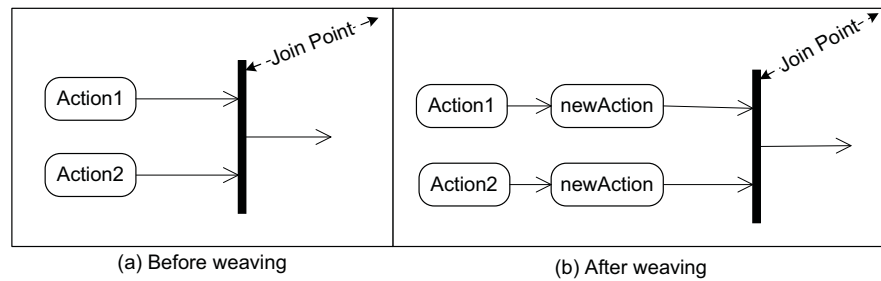 Join Point
Action1
Action2
(a) Before weaving
Join Point
Action1
newAction
Action2
newAction
(b) After weaving